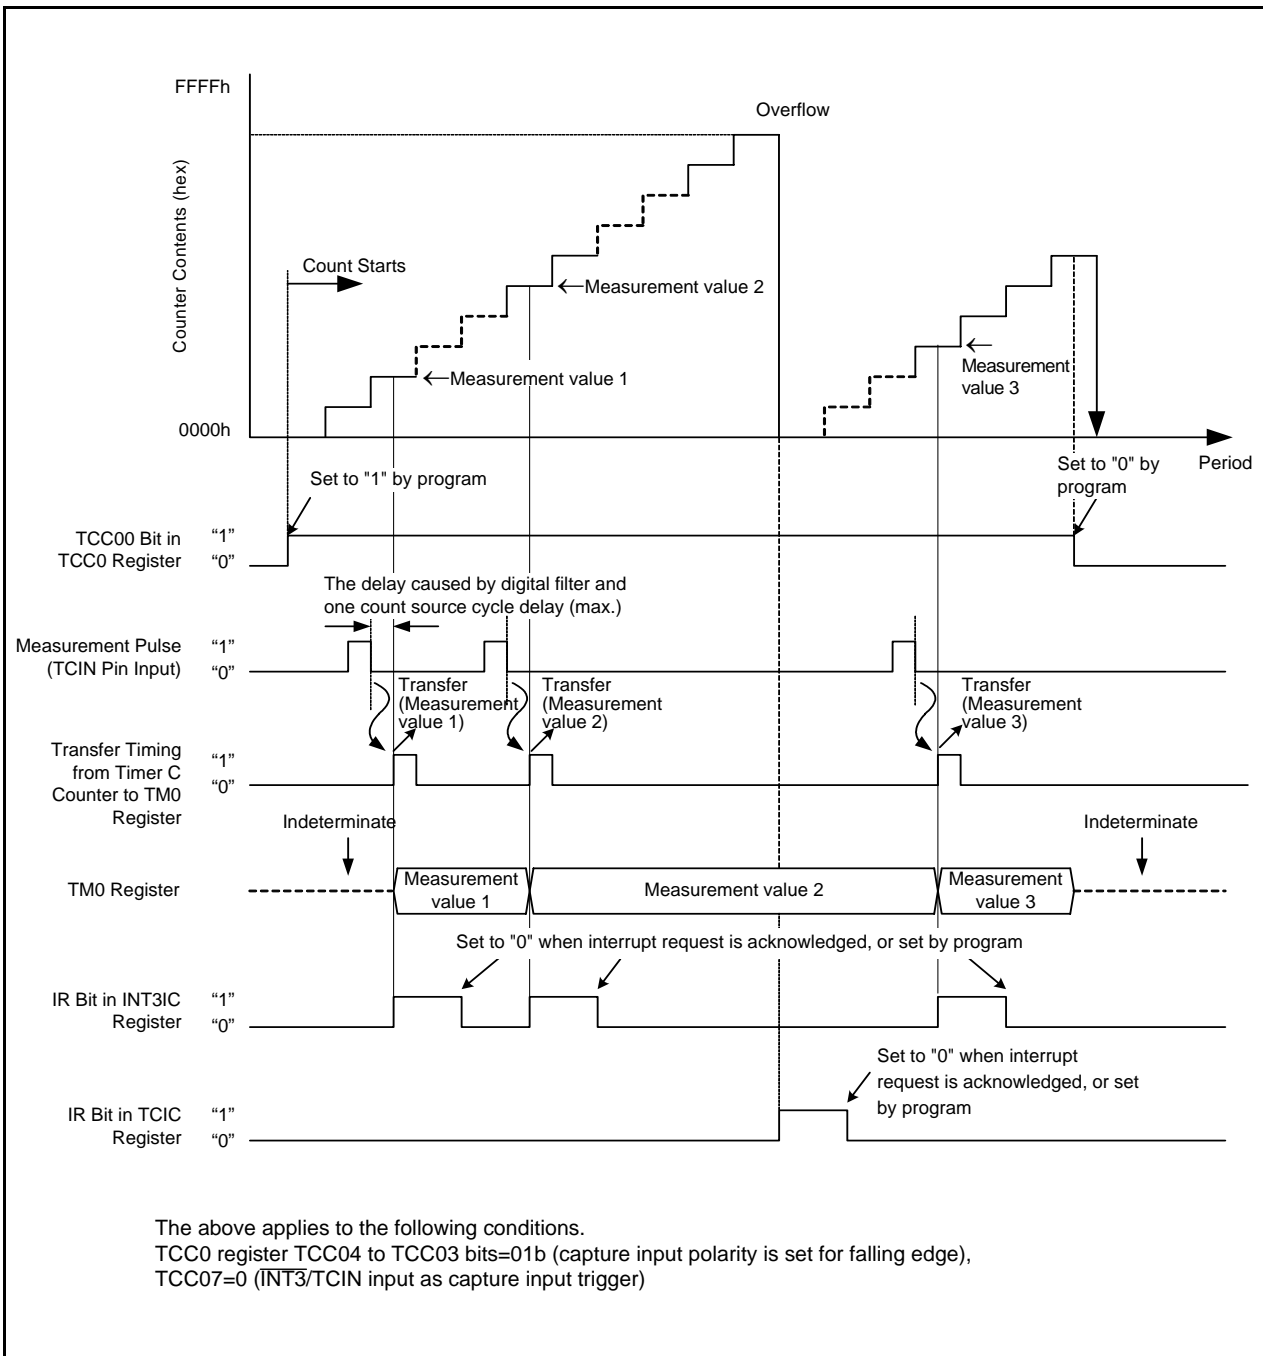 FFFFh
Overflow
Counter Contents (hex)
Count Starts
Measurement value 2
Measurement value 1
Measurement
value 3
0000h
Period
Set to "1" by program
Set to "0" by
program
TCC00 Bit in
TCC0 Register
“1”
“0”
The delay caused by digital filter and
one count source cycle delay (max.)
Measurement Pulse
(TCIN Pin Input)
“1”
“0”
Transfer
(Measurement
value 1)
Transfer
(Measurement
value 2)
Transfer
(Measurement
value 3)
Transfer Timing
from Timer C
Counter to TM0
Register
“1”
“0”
Indeterminate
Indeterminate
TM0 Register
Measurement
value 1
Measurement value 2
Measurement
value 3
Set to "0" when interrupt request is acknowledged, or set by program
IR Bit in INT3IC
Register
“1”
“0”
Set to "0" when interrupt
request is acknowledged, or set
by program
IR Bit in TCIC
Register
“1”
“0”
The above applies to the following conditions.
TCC0 register TCC04 to TCC03 bits=01b (capture input polarity is set for falling edge),
TCC07=0 (INT3/TCIN input as capture input trigger)